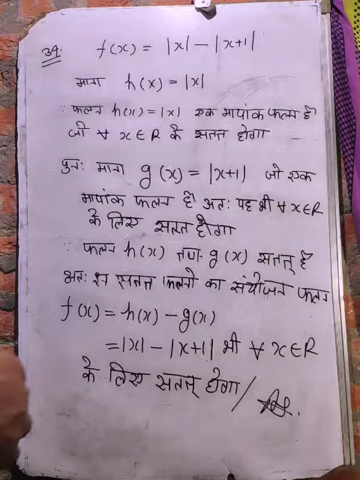 39. f(x) = |x| - |x+1|
माना h(x) = |x|
∵ फलन h(x) = |x| एक मापांक फलन है
जो ∀ x∈R के सतत होगा
पुनः माना g(x) = |x+1| जो एक
मापांक फलन है अतः यह भी ∀ x∈R
के लिए सतत होगा
∵ फलन h(x) तथा g(x) सतत् है
अतः सतत फलनों का संयोजन फलन
f(x) = h(x) - g(x)
= |x| - |x+1| भी ∀ x∈R
के लिए सतत् होगा /